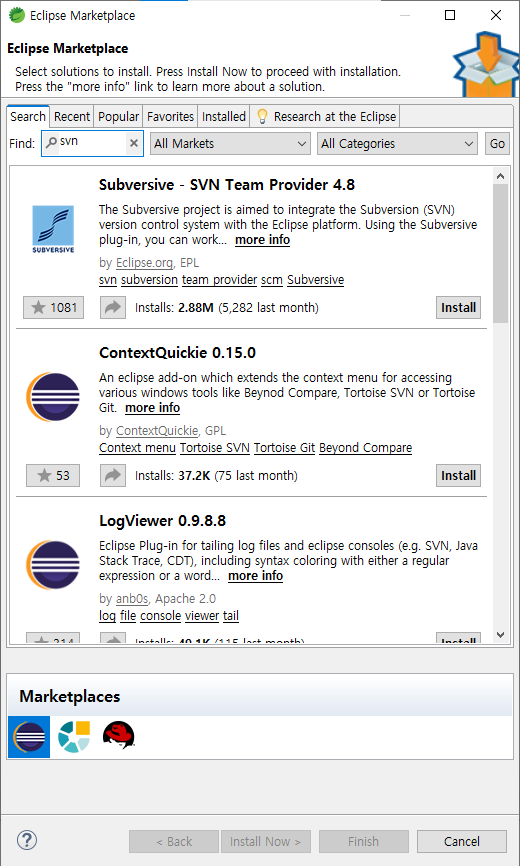 Eclipse Marketplace
Eclipse Marketplace
Select solutions to install. Press Install Now to proceed with installation.
Press the "more info" link to learn more about a solution.
Search Recent Popular Favorites Installed Research at the Eclipse
Find: svn All Markets All Categories Go
Subversive - SVN Team Provider 4.8
The Subversive project is aimed to integrate the Subversion (SVN)
version control system with the Eclipse platform. Using the Subversive
plug-in, you can work... more info
SUBVERSIVE
by Eclipse.org, EPL
svn subversion team provider scm Subversive
1081 Installs: 2.88M (5,282 last month) Install
ContextQuickie 0.15.0
An eclipse add-on which extends the context menu for accessing
various windows tools like Beynod Compare, Tortoise SVN or Tortoise
Git. more info
by ContextQuickie, GPL
Context menu Tortoise SVN Tortoise Git Beyond Compare
53 Installs: 37.2K (75 last month) Install
LogViewer 0.9.8.8
Eclipse Plug-in for tailing log files and eclipse consoles (e.g. SVN, Java
Stack Trace, CDT), including syntax coloring with either a regular
expression or a word... more info
by anb0s, Apache 2.0
log file console viewer tail
314 Installs: 40.1K (115 last month) Install
Marketplaces
? < Back Install Now > Finish Cancel